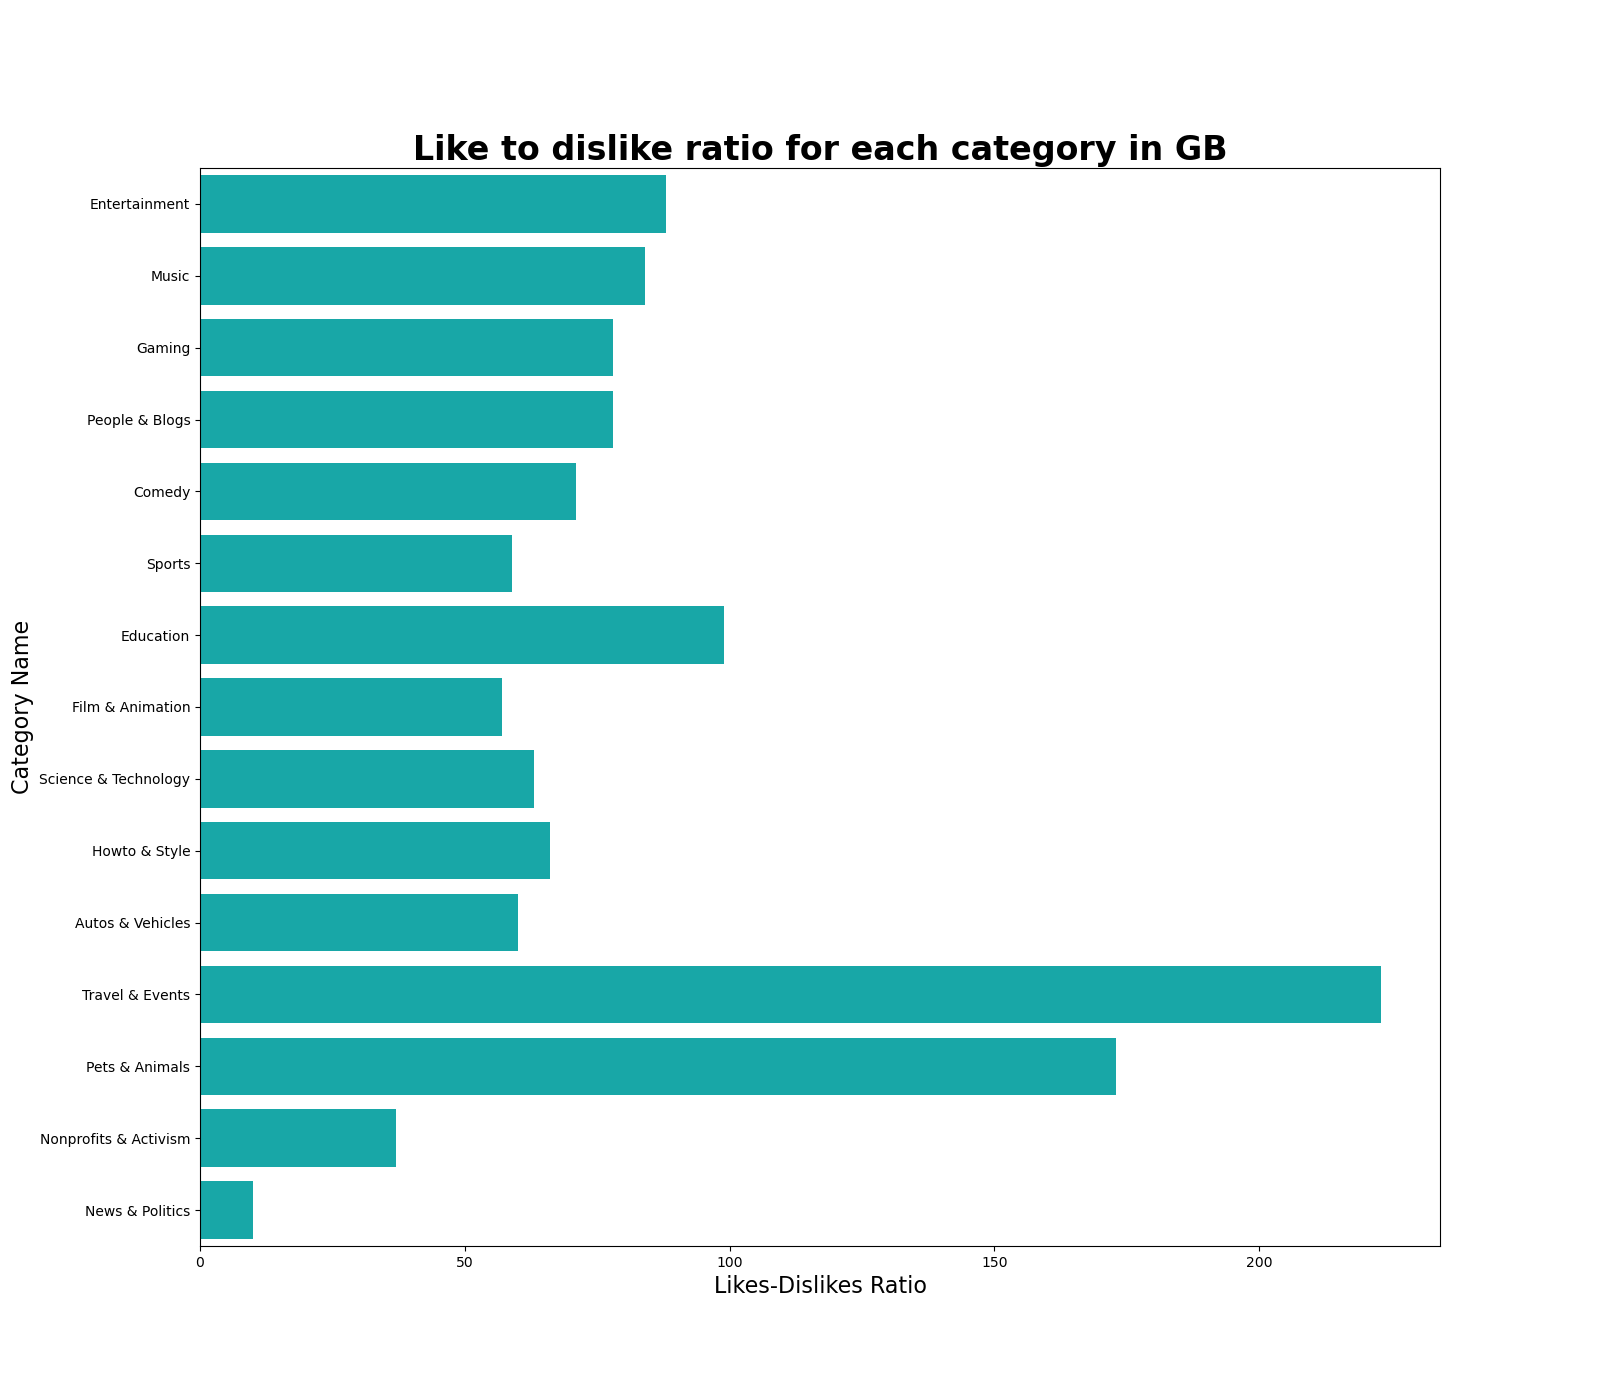 Like to dislike ratio for each category in GB
Category Name
Entertainment
Music
Gaming
People & Blogs
Comedy
Sports
Education
Film & Animation
Science & Technology
Howto & Style
Autos & Vehicles
Travel & Events
Pets & Animals
Nonprofits & Activism
News & Politics
0 50 100 150 200
Likes-Dislikes Ratio